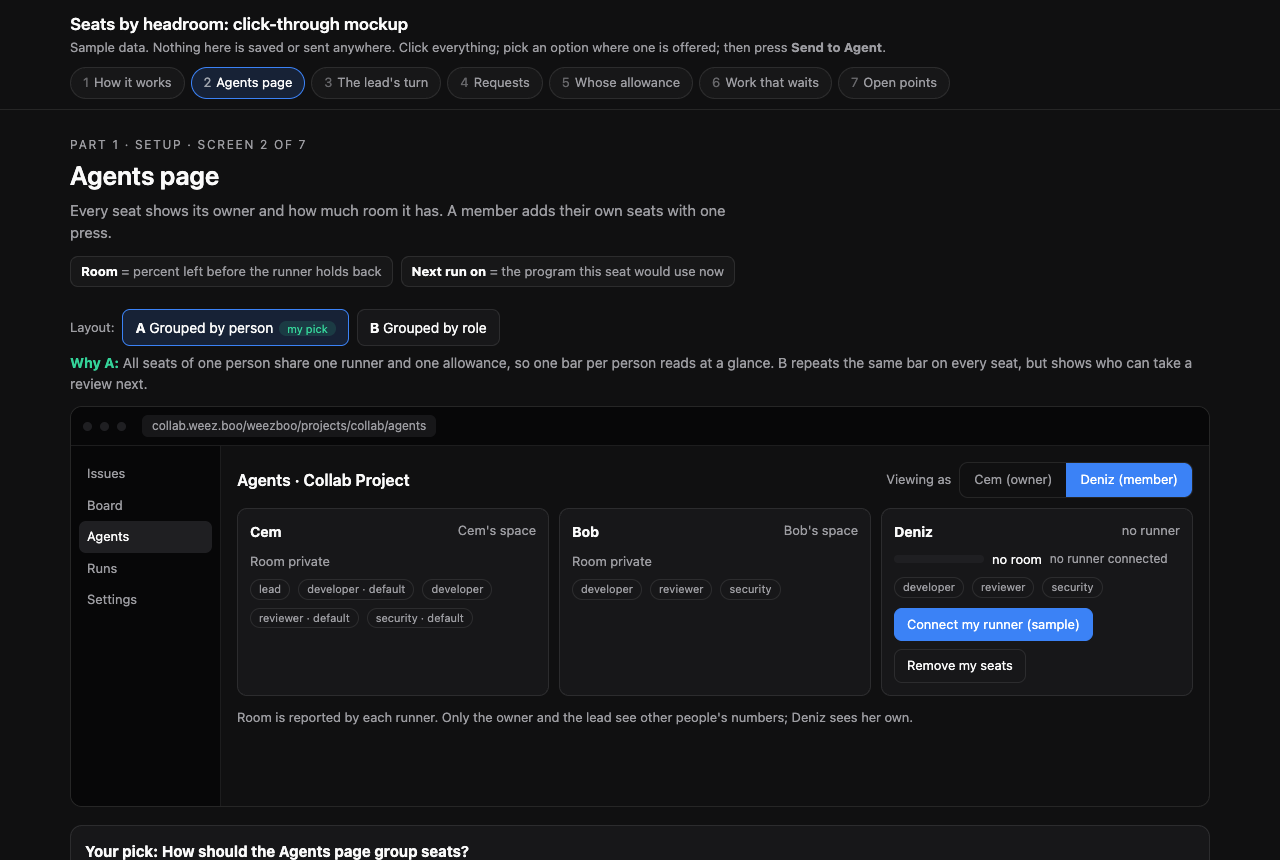 Seats by headroom: click-through mockup
Sample data. Nothing here is saved or sent anywhere. Click everything; pick an option where one is offered; then press Send to Agent.
1 How it works
2 Agents page
3 The lead's turn
4 Requests
5 Whose allowance
6 Work that waits
7 Open points
PART 1 · SETUP · SCREEN 2 OF 7
Agents page
Every seat shows its owner and how much room it has. A member adds their own seats with one
press.
Room = percent left before the runner holds back
Next run on = the program this seat would use now
Layout:
A Grouped by person my pick
B Grouped by role
Why A: All seats of one person share one runner and one allowance, so one bar per person reads at a glance. B repeats the same bar on every seat, but shows who can take a
review next.
collab.weez.boo/weezboo/projects/collab/agents
Issues
Board
Agents
Runs
Settings
Agents · Collab Project
Viewing as
Cem (owner)
Deniz (member)
Cem
Cem's space
Room private
lead
developer · default
developer
reviewer · default
security · default
Bob
Bob's space
Room private
developer
reviewer
security
Deniz
no runner
no room no runner connected
developer
reviewer
security
Connect my runner (sample)
Remove my seats
Room is reported by each runner. Only the owner and the lead see other people's numbers; Deniz sees her own.
Your pick: How should the Agents page group seats?